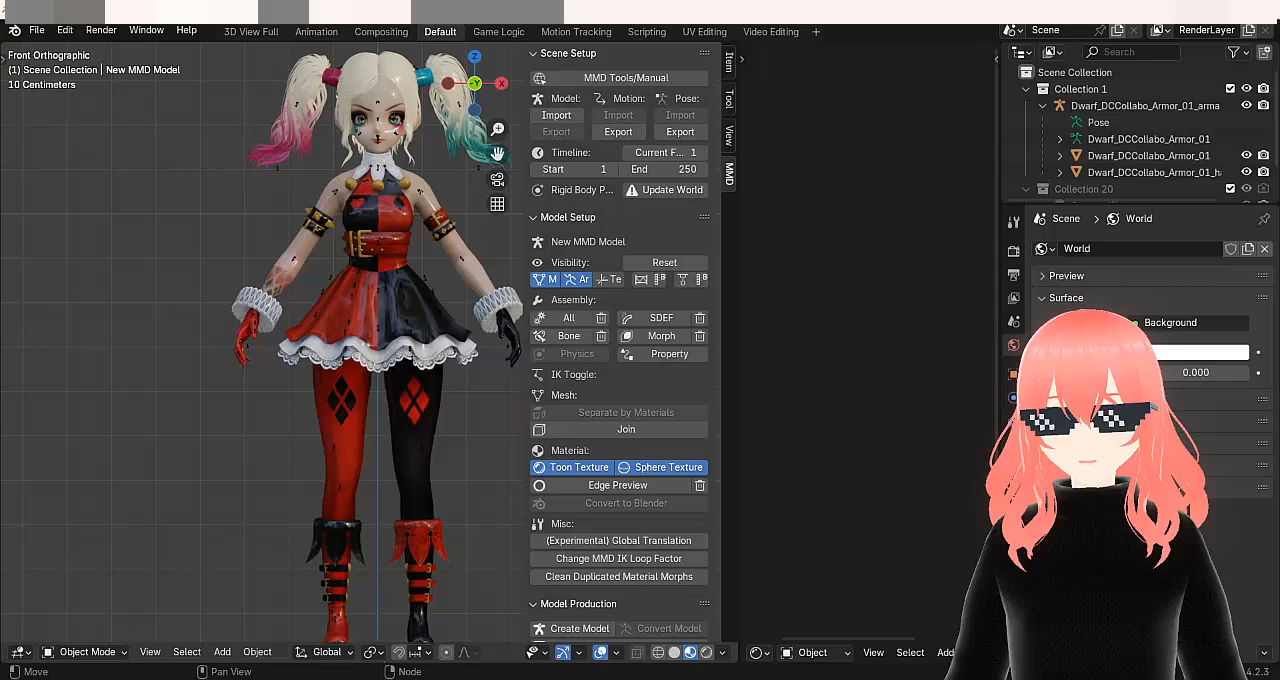 File Edit Render Window Help 3D View Full Animation Compositing Default Game Logic Motion Tracking Scripting UV Editing Video Editing + Scene RenderLayer
Front Orthographic
(1) Scene Collection | New MMD Model
10 Centimeters
Z
-Y
X
Scene Setup
MMD Tools/Manual
Model: Motion: Pose:
Import Import Import
Export Export Export
Timeline: Current F... 1
Start 1 End 250
Rigid Body P... Update World
Model Setup
New MMD Model
Visibility: Reset
M Ar Te
Assembly:
All SDEF
Bone Morph
Physics Property
IK Toggle:
Mesh:
Separate by Materials
Join
Material:
Toon Texture Sphere Texture
Edge Preview
Convert to Blender
Misc:
(Experimental) Global Translation
Change MMD IK Loop Factor
Clean Duplicated Material Morphs
Model Production
Create Model Convert Model
Item
Tool
View
MMD
Search
Scene Collection
Collection 1
Dwarf_DCCollabo_Armor_01_arma
Pose
Dwarf_DCCollabo_Armor_01
Dwarf_DCCollabo_Armor_01
Dwarf_DCCollabo_Armor_01_h
Collection 20
Scene > World
World
Preview
Surface
Background
0.000
Object Mode View Select Add Object Global
Object View Select Add
Move Pan View Node 4.2.3